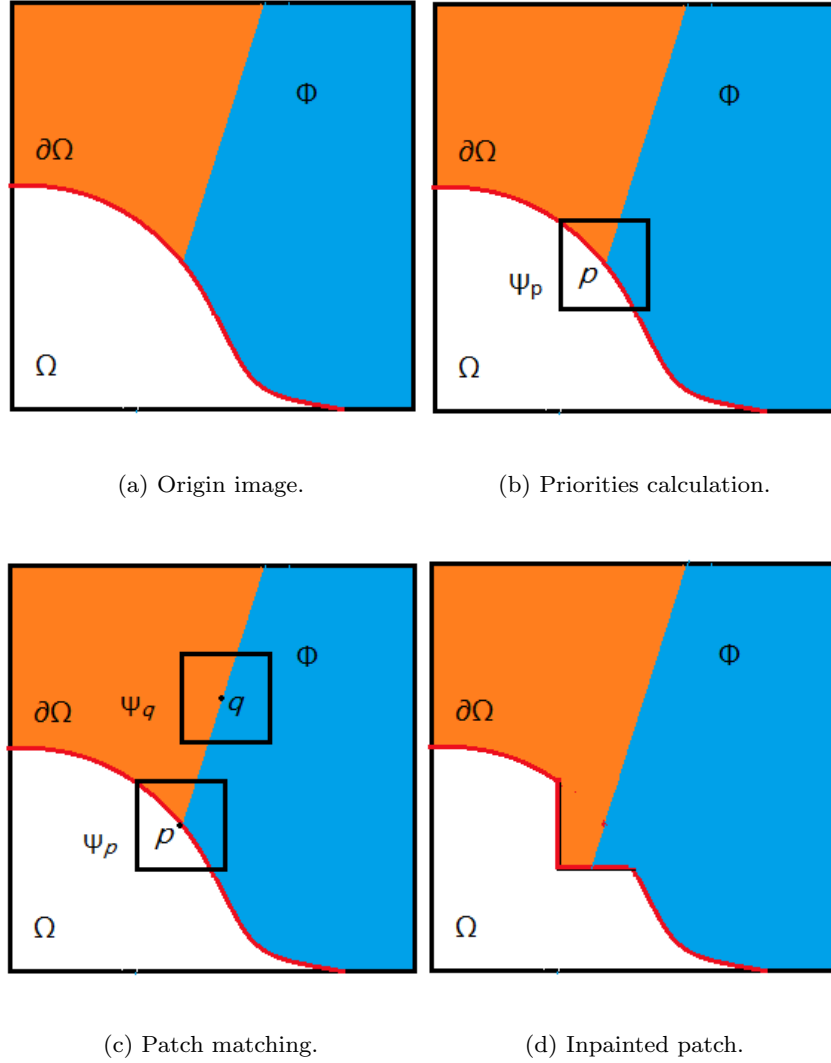 Φ
∂Ω
Ω
Φ
∂Ω
Ψp
p
Ω
(a) Origin image.
(b) Priorities calculation.
Φ
Ψq
q
∂Ω
Ψp
p
Ω
Φ
∂Ω
Ω
(c) Patch matching.
(d) Inpainted patch.